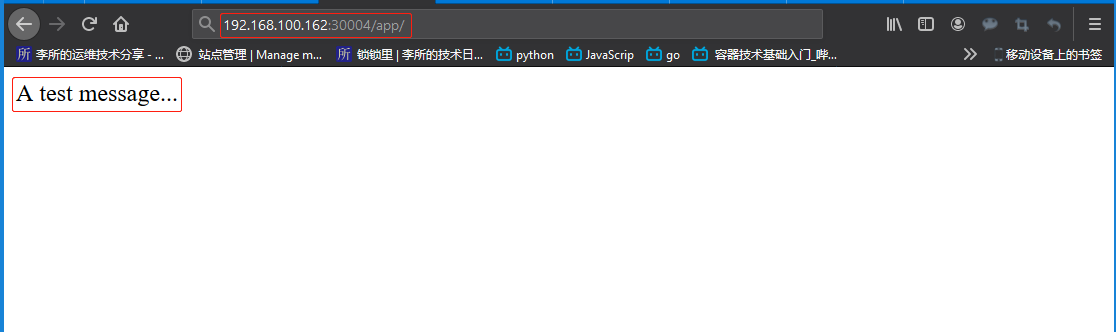 192.168.100.162:30004/app/
李所的运维技术分享 - ... 站点管理 | Manage m... 锁锁里 | 李所的技术日... python JavaScrip go 容器技术基础入门_哔... 移动设备上的书签
A test message...